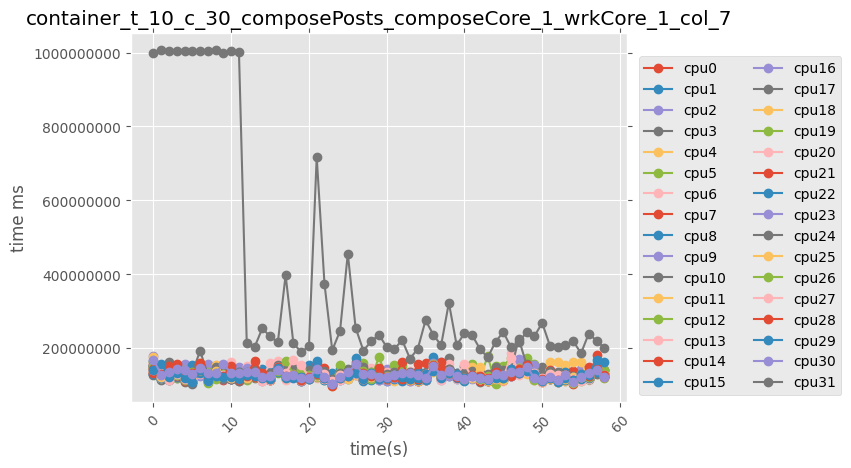 container_t_10_c_30_composePosts_composeCore_1_wrkCore_1_col_7
1000000000
800000000
600000000
400000000
200000000
time ms
0
10
20
30
40
50
60
time(s)
cpu0
cpu1
cpu2
cpu3
cpu4
cpu5
cpu6
cpu7
cpu8
cpu9
cpu10
cpu11
cpu12
cpu13
cpu14
cpu15
cpu16
cpu17
cpu18
cpu19
cpu20
cpu21
cpu22
cpu23
cpu24
cpu25
cpu26
cpu27
cpu28
cpu29
cpu30
cpu31